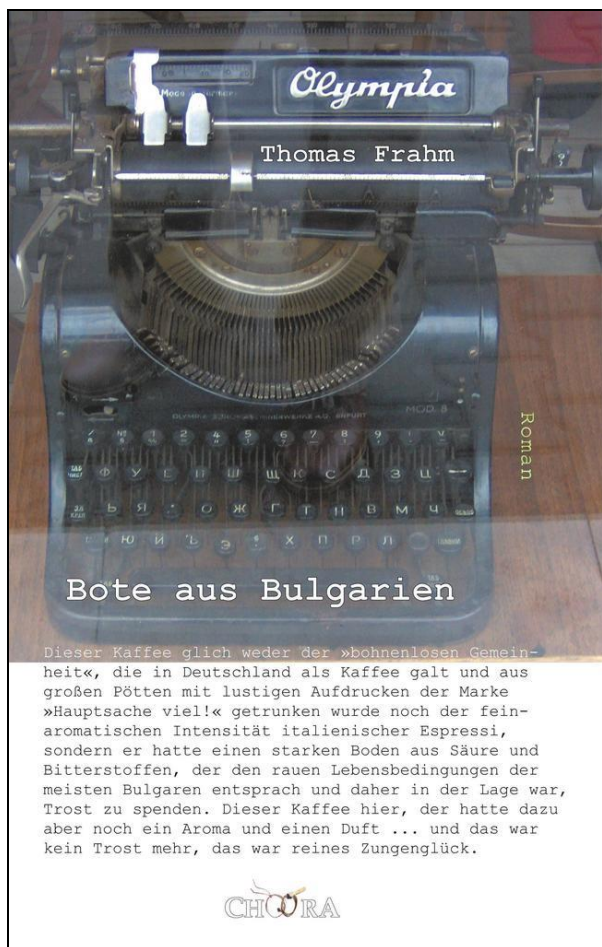 Olympia
Thomas Frahm
MOD. 8
Roman
Bote aus Bulgarien
Dieser Kaffee glich weder der »bohnenlosen Gemein-
heit«, die in Deutschland als Kaffee galt und aus
großen Pötten mit lustigen Aufdrucken der Marke
»Hauptsache viel!« getrunken wurde noch der fein-
aromatischen Intensität italienischer Espressi,
sondern er hatte einen starken Boden aus Säure und
Bitterstoffen, der den rauen Lebensbedingungen der
meisten Bulgaren entsprach und daher in der Lage war,
Trost zu spenden. Dieser Kaffee hier, der hatte dazu
aber noch ein Aroma und einen Duft ... und das war
kein Trost mehr, das war reines Zungenglück.
CHORA